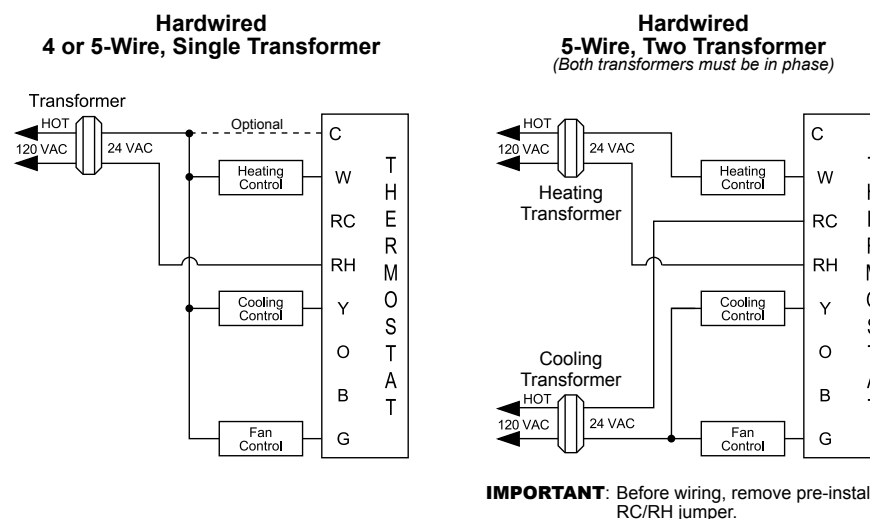 Hardwired
4 or 5-Wire, Single Transformer
Transformer
HOT
120 VAC
24 VAC
Optional
Heating
Control
Cooling
Control
Fan
Control
C
W
RC
RH
Y
O
B
G
THERMOSTAT
Hardwired
5-Wire, Two Transformer
(Both transformers must be in phase)
HOT
120 VAC
24 VAC
Heating
Transformer
Heating
Control
Cooling
Control
Cooling
Transformer
HOT
120 VAC
24 VAC
Fan
Control
C
W
RC
RH
Y
O
B
G
IMPORTANT: Before wiring, remove pre-instal
RC/RH jumper.